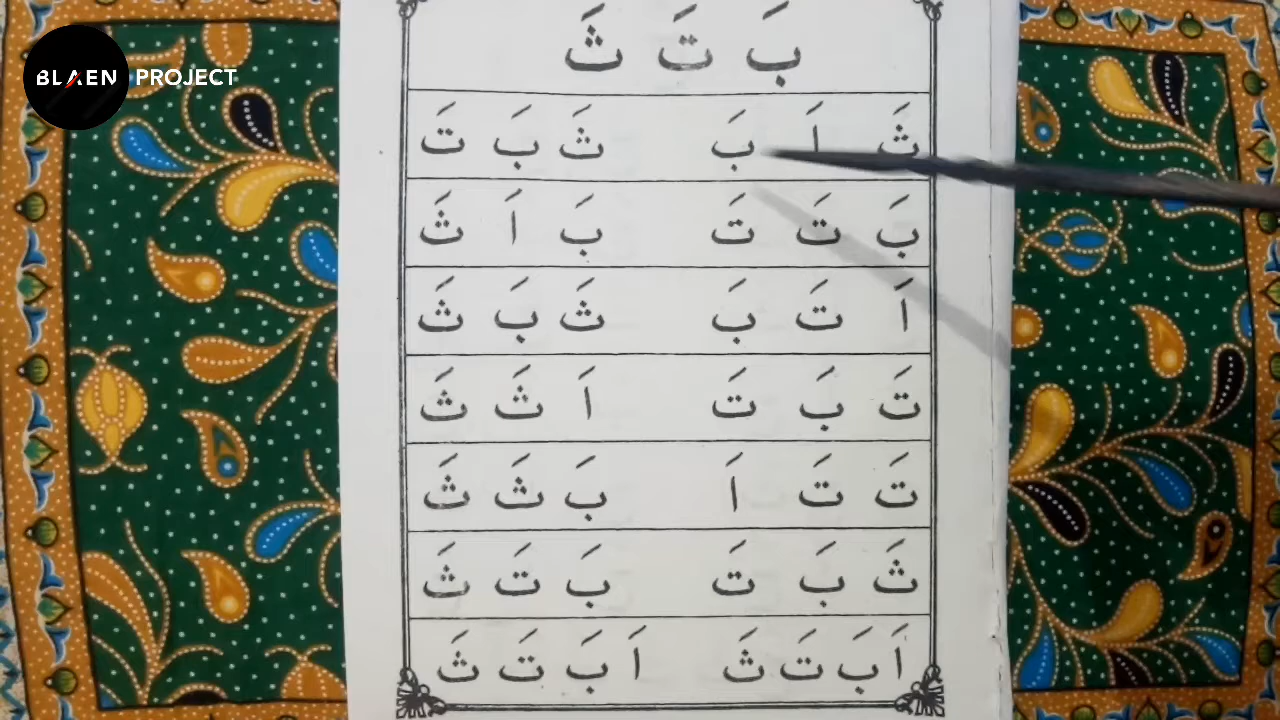 BLAEN PROJECT
بَ تَ ثَ
ثَ اَ بَ ثَ بَ تَ
بَ تَ تَ بَ اَ ثَ
اَ تَ بَ ثَ بَ ثَ
تَ بَ تَ اَ ثَ ثَ
تَ تَ اَ بَ ثَ ثَ
ثَ بَ تَ بَ تَ ثَ
اَ بَ تَ ثَ اَ بَ تَ ثَ